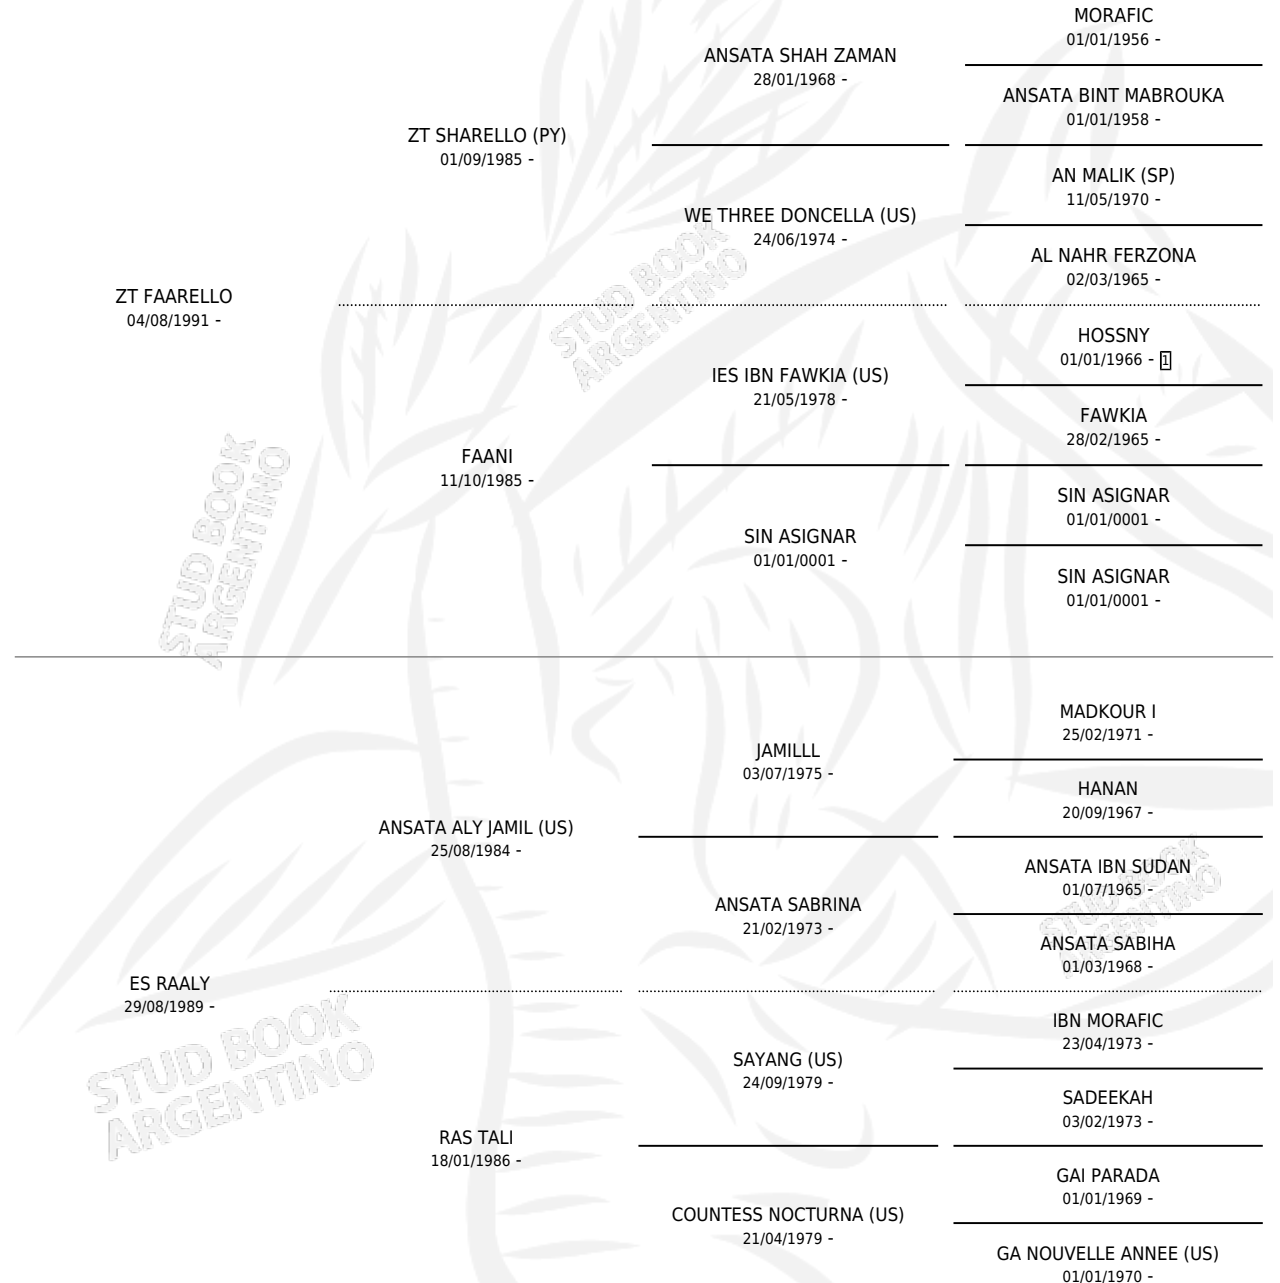 MORAFIC
01/01/1956 -
ANSATA SHAH ZAMAN
28/01/1968 -
ANSATA BINT MABROUKA
01/01/1958 -
ZT SHARELLO (PY)
01/09/1985 -
AN MALIK (SP)
11/05/1970 -
WE THREE DONCELLA (US)
24/06/1974 -
AL NAHR FERZONA
02/03/1965 -
ZT FAARELLO
04/08/1991 -
HOSSNY
01/01/1966 - 1
IES IBN FAWKIA (US)
21/05/1978 -
FAWKIA
28/02/1965 -
FAANI
11/10/1985 -
SIN ASIGNAR
01/01/0001 -
SIN ASIGNAR
01/01/0001 -
SIN ASIGNAR
01/01/0001 -
STUD BOOK
ARGENTINO
STUD BOOK
ARGENTINO
MADKOUR I
25/02/1971 -
JAMILLL
03/07/1975 -
HANAN
20/09/1967 -
ANSATA ALY JAMIL (US)
25/08/1984 -
ANSATA IBN SUDAN
01/07/1965 -
ANSATA SABRINA
21/02/1973 -
ANSATA SABIHA
01/03/1968 -
STUD BOOK
ARGENTINO
ES RAALY
29/08/1989 -
IBN MORAFIC
23/04/1973 -
SAYANG (US)
24/09/1979 -
SADEEKAH
03/02/1973 -
STUD BOOK
ARGENTINO
RAS TALI
18/01/1986 -
GAI PARADA
01/01/1969 -
COUNTESS NOCTURNA (US)
21/04/1979 -
GA NOUVELLE ANNEE (US)
01/01/1970 -